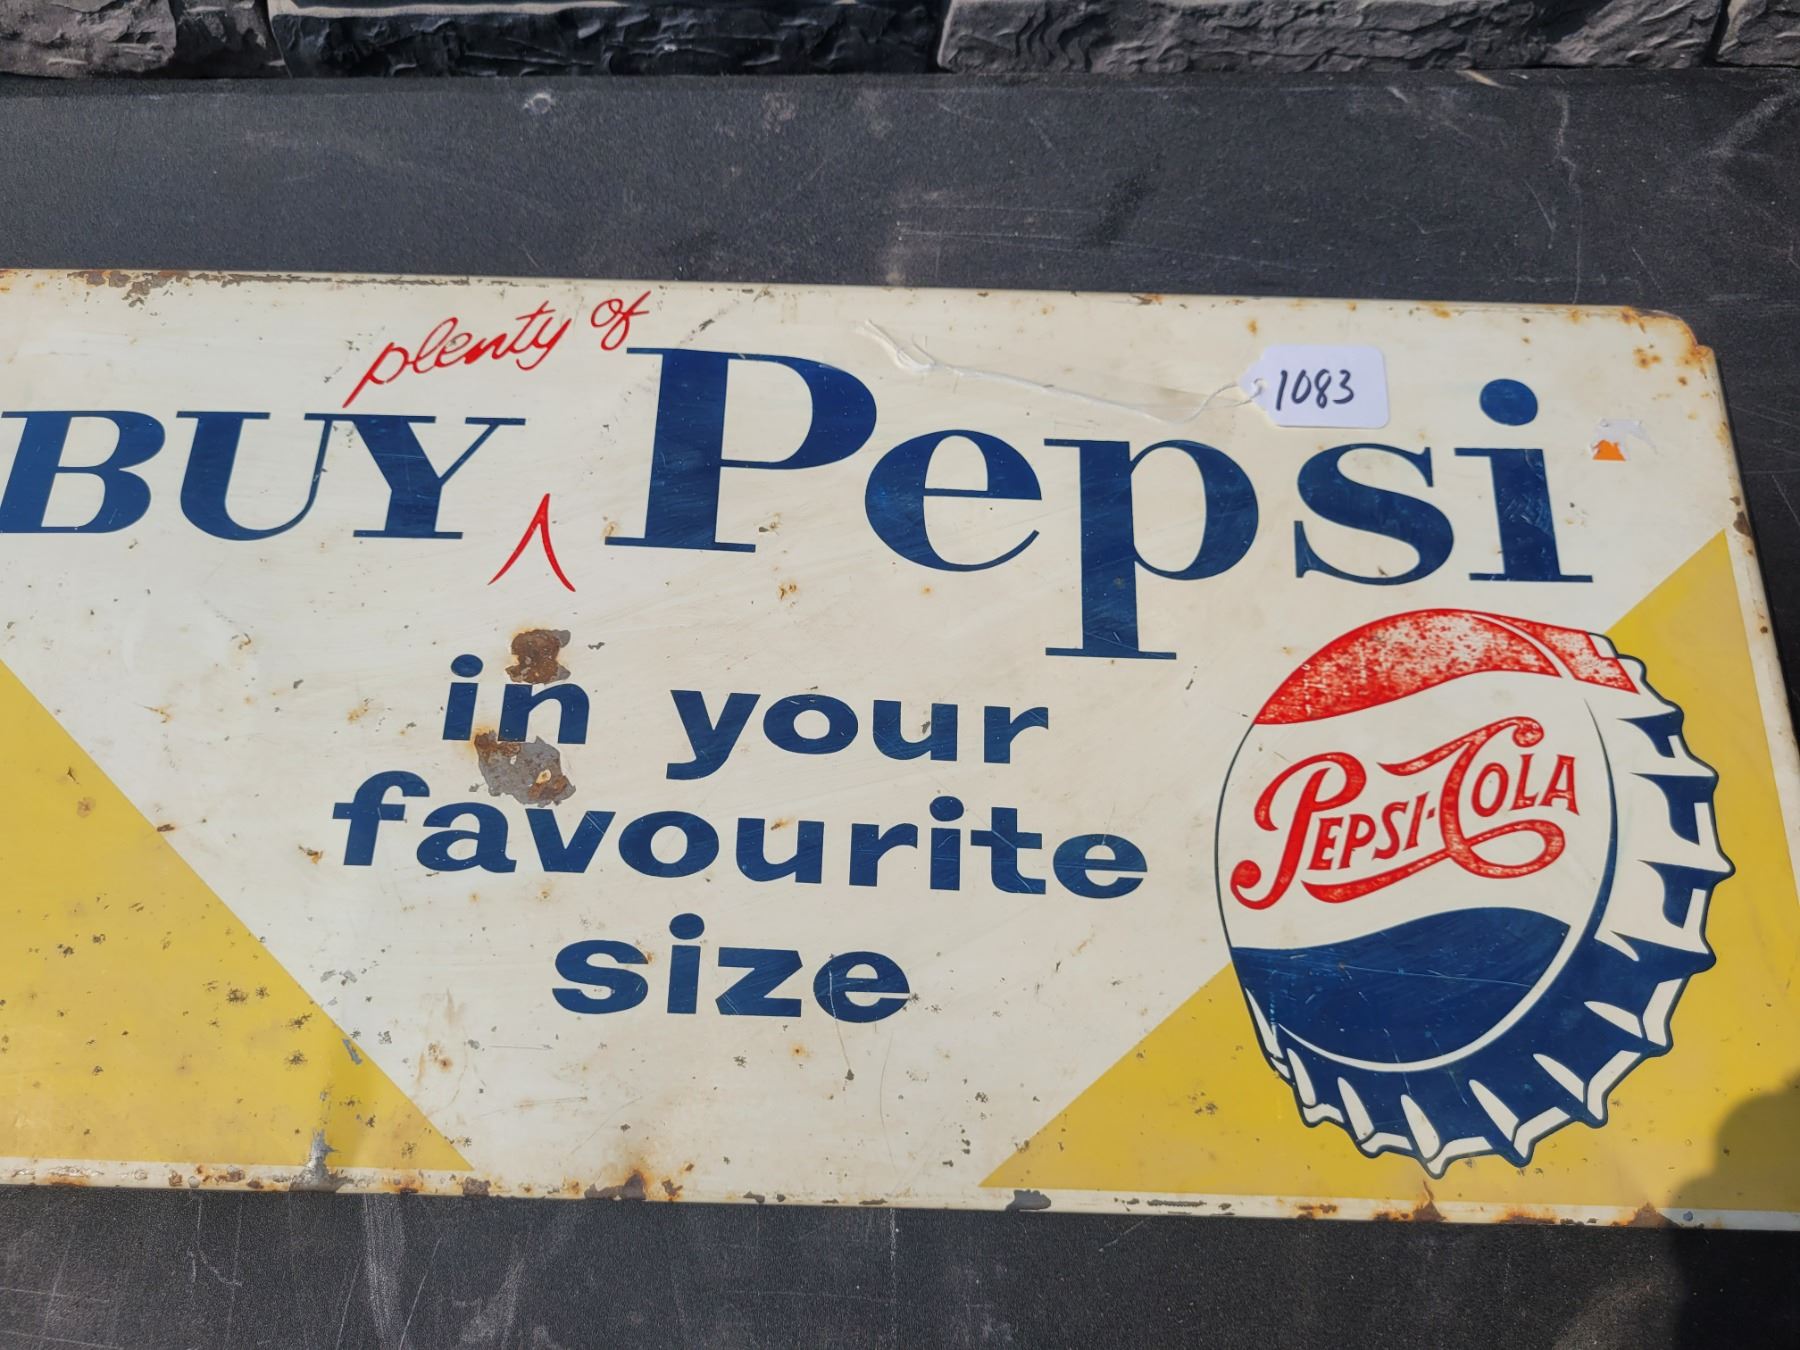 plenty of
BUY Pepsi
1083
in your
favourite
size
PEPSI-COLA